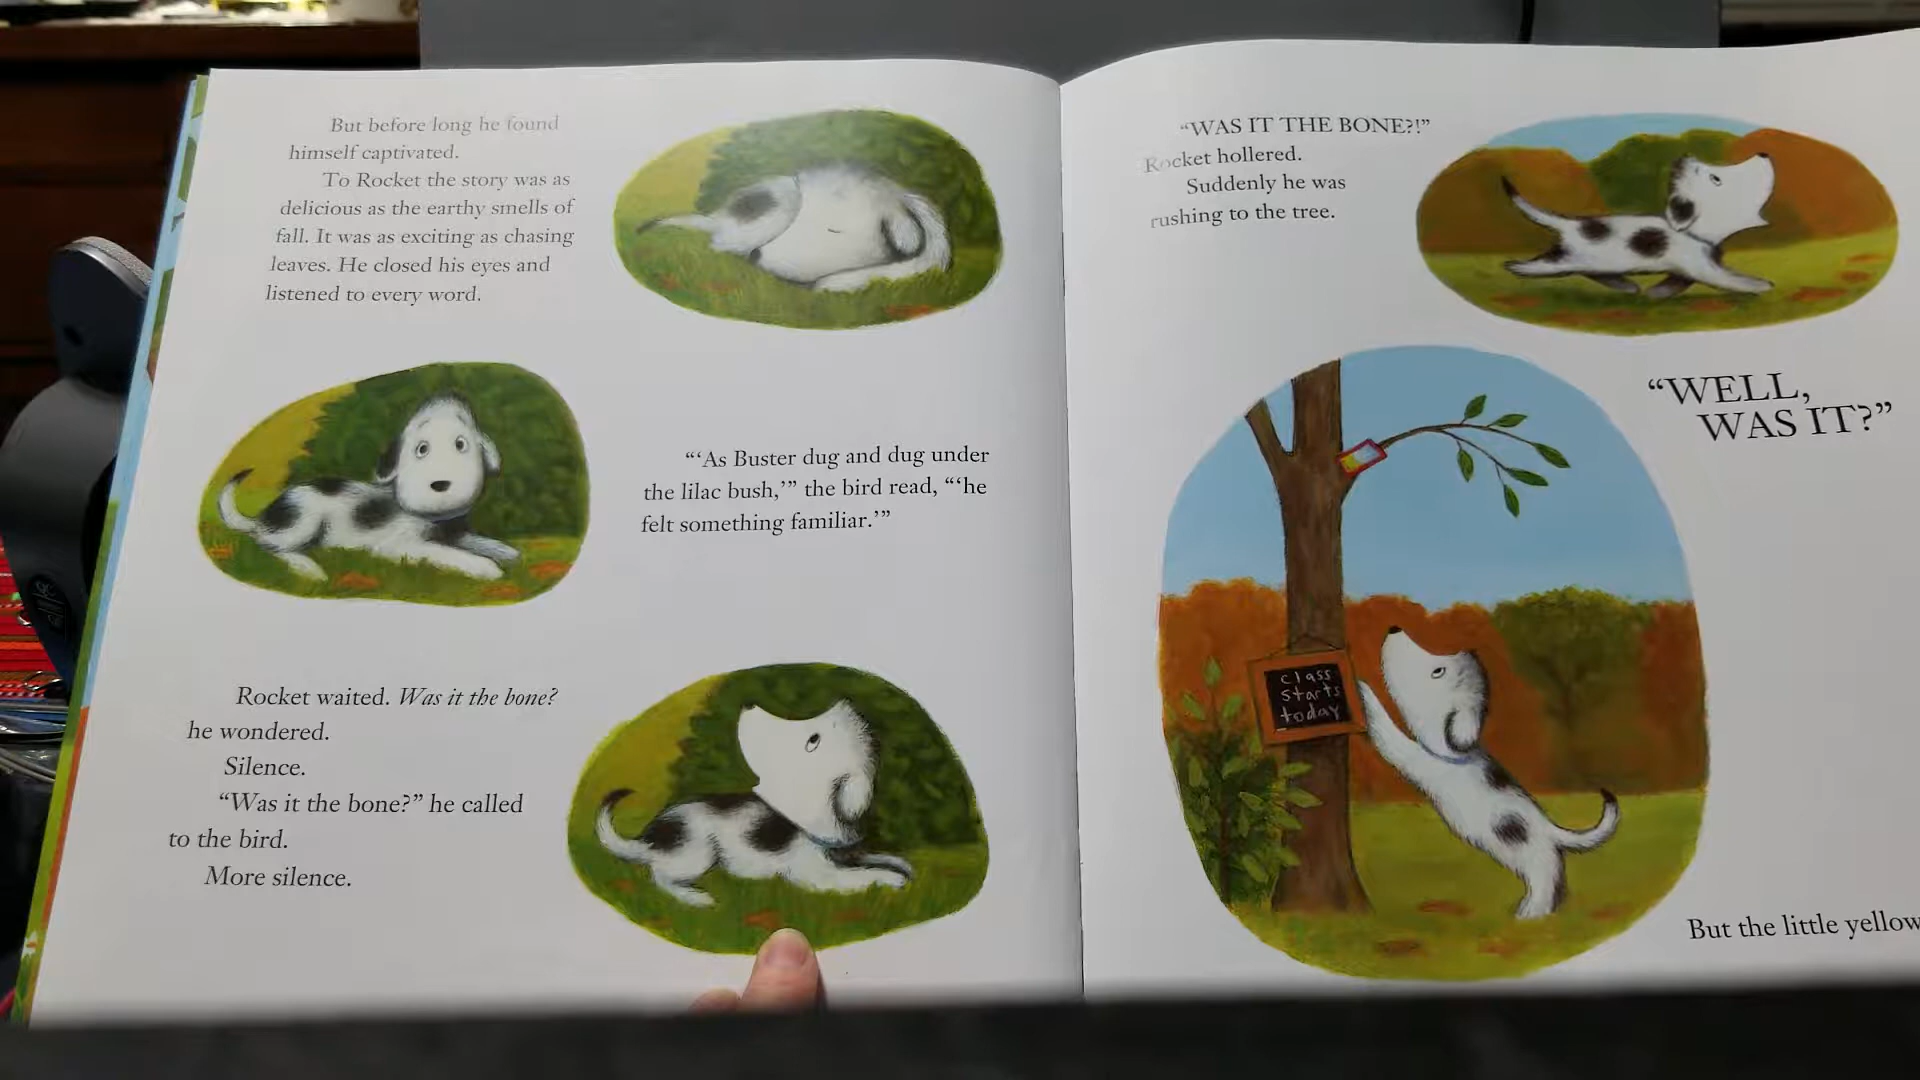 But before long he found
himself captivated.
To Rocket the story was as
delicious as the earthy smells of
fall. It was as exciting as chasing
leaves. He closed his eyes and
listened to every word.
“‘As Buster dug and dug under
the lilac bush,’” the bird read, “‘he
felt something familiar.’”
Rocket waited. Was it the bone?
he wondered.
Silence.
“Was it the bone?” he called
to the bird.
More silence.
“WAS IT THE BONE?!”
Rocket hollered.
Suddenly he was
rushing to the tree.
“WELL,
WAS IT?”
class
starts
today
But the little yellow